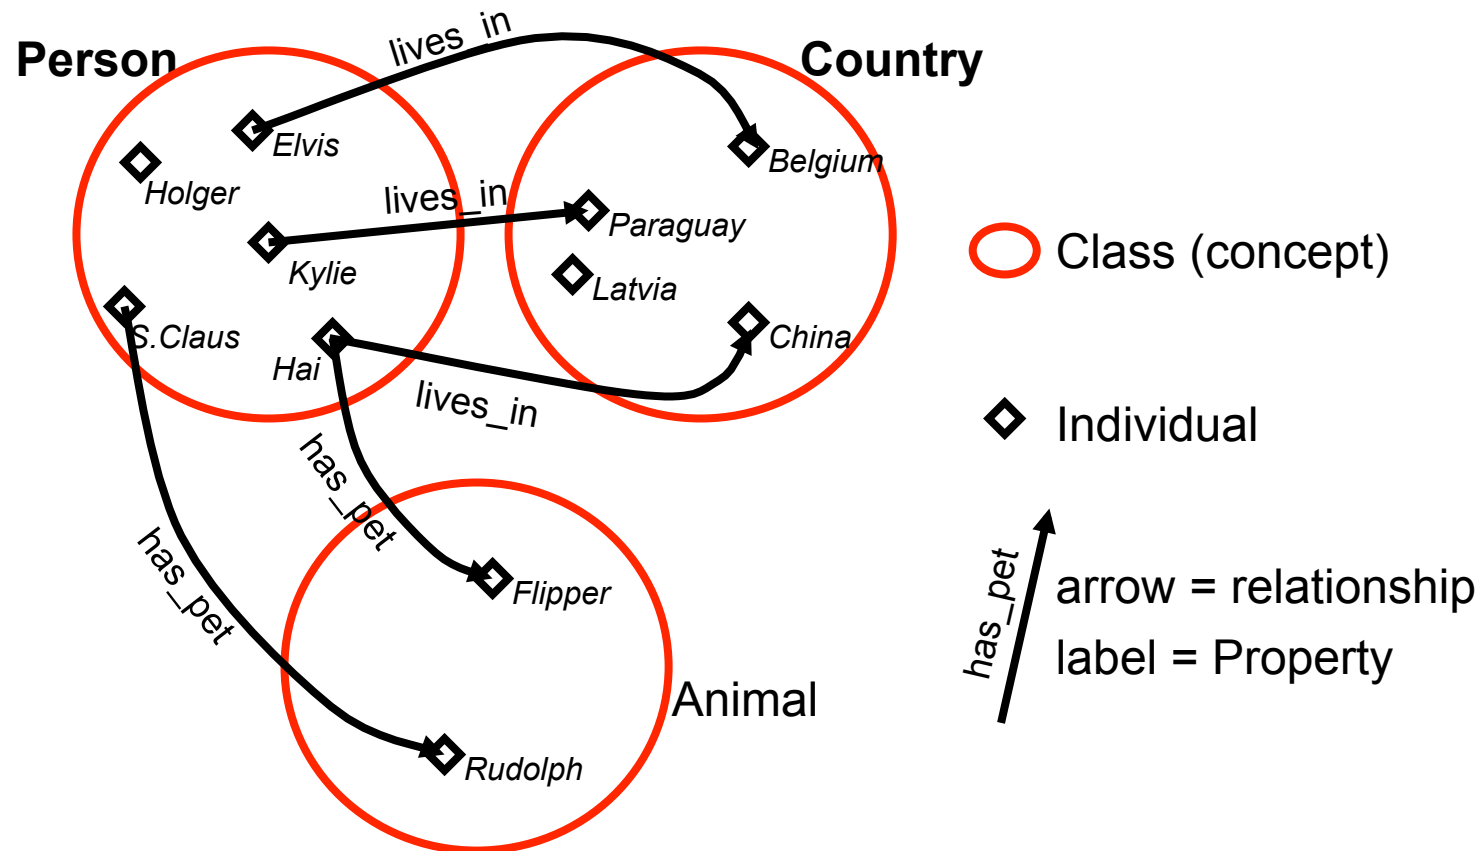 Person
lives_in
Country
Elvis
Belgium
Holger
lives_in
Paraguay
Kylie
Latvia
S.Claus
China
Hai
lives_in
has_pet
has_pet
Flipper
Rudolph
Animal
Class (concept)
Individual
has_pet
arrow = relationship
label = Property